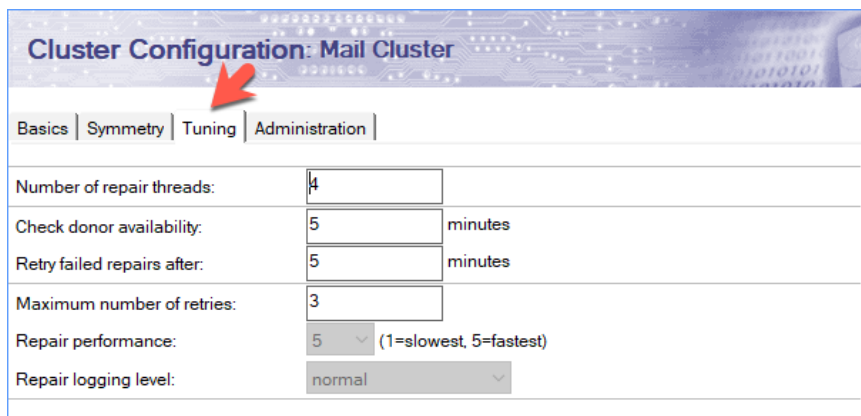 Cluster Configuration: Mail Cluster
Basics Symmetry Tuning Administration
Number of repair threads: 4
Check donor availability: 5 minutes
Retry failed repairs after: 5 minutes
Maximum number of retries: 3
Repair performance: 5 (1=slowest, 5=fastest)
Repair logging level: normal